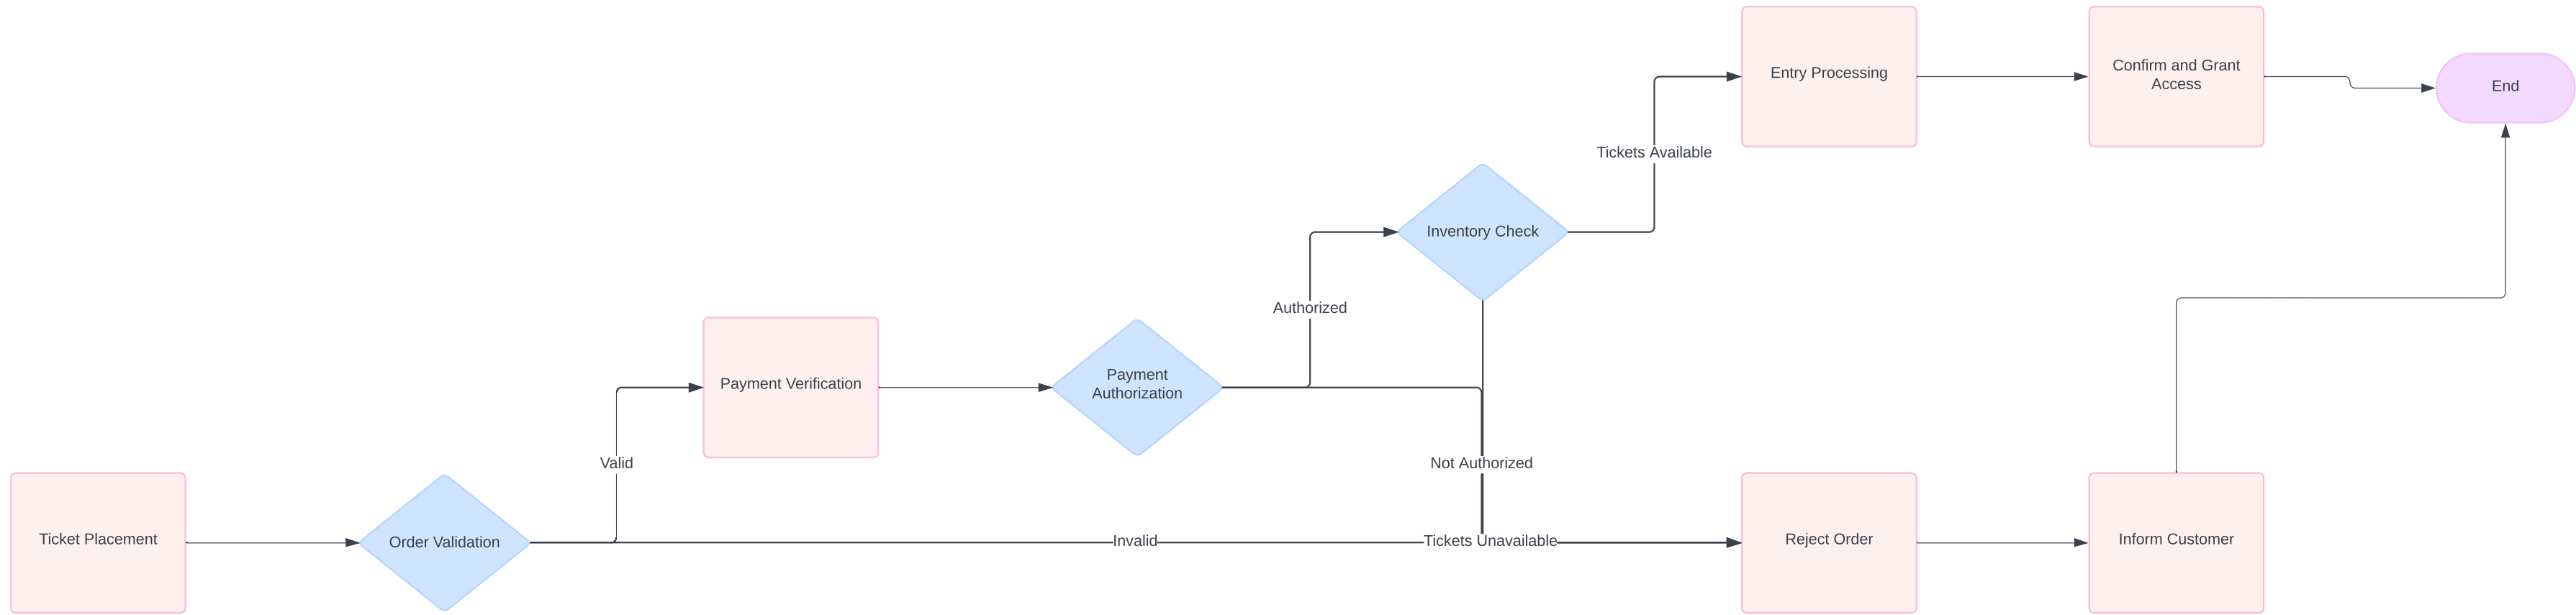 Ticket Placement
Order Validation
Valid
Invalid
Payment Verification
Payment
Authorization
Authorized
Not Authorized
Inventory Check
Tickets Available
Tickets Unavailable
Entry Processing
Confirm and Grant
Access
Reject Order
Inform Customer
End